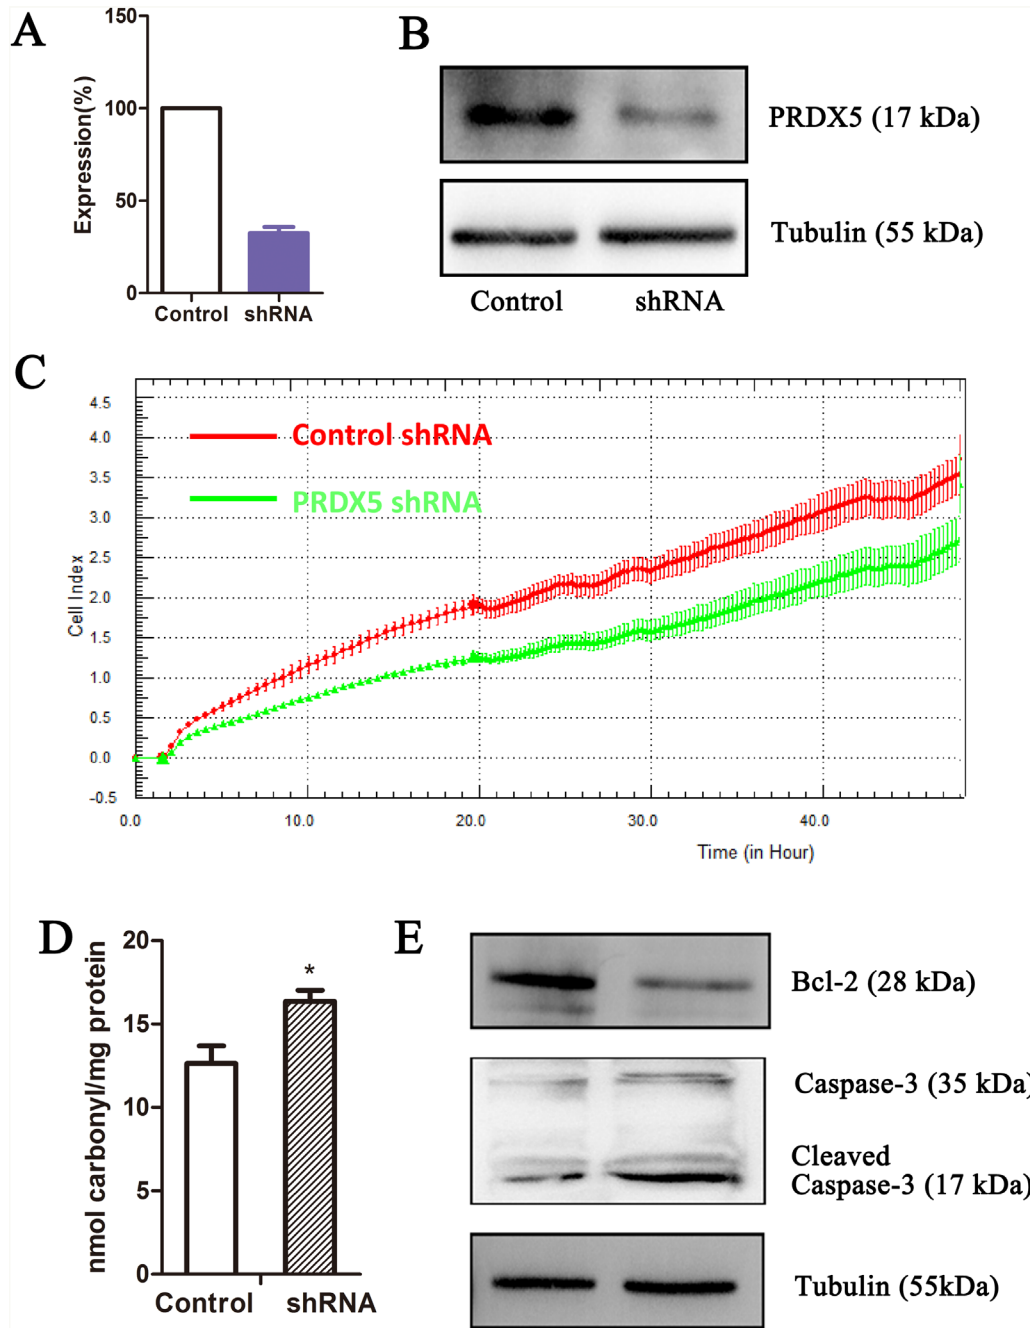 A
150
100
50
0
Expression(%)
Control shRNA
B
PRDX5 (17 kDa)
Tubulin (55 kDa)
Control shRNA
C
4.5
4.0
3.5
3.0
2.5
2.0
1.5
1.0
0.5
0.0
-0.5
Cell Index
Control shRNA
PRDX5 shRNA
0.0 10.0 20.0 30.0 40.0
Time (in Hour)
D
20
15
10
5
0
nmol carbonyl/mg protein
*
Control shRNA
E
Bcl-2 (28 kDa)
Caspase-3 (35 kDa)
Cleaved
Caspase-3 (17 kDa)
Tubulin (55kDa)